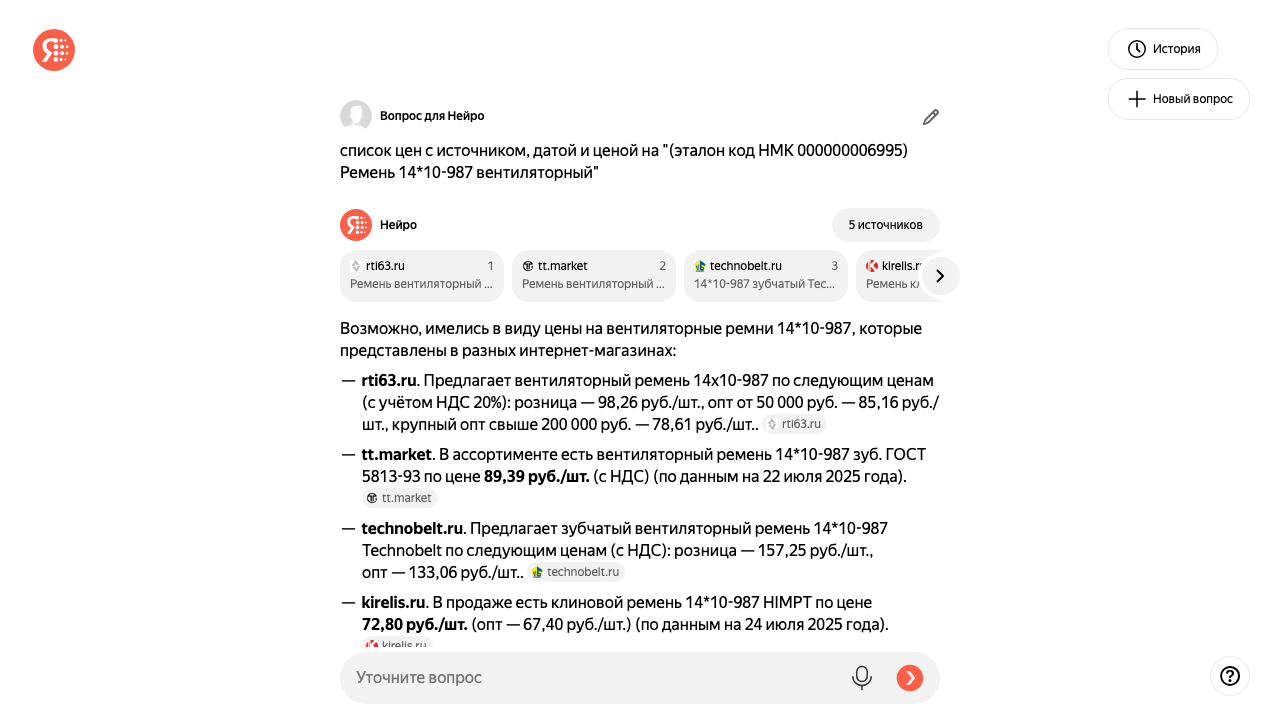 История
Новый вопрос
Вопрос для Нейро
список цен с источником, датой и ценой на "(эталон код НМК 000000006995)
Ремень 14*10-987 вентиляторный"
Нейро
5 источников
rti63.ru 1
Ремень вентиляторный ...
tt.market 2
Ремень вентиляторный ...
technobelt.ru 3
14*10-987 зубчатый Tec...
kirelis.r
Ремень кл
Возможно, имелись в виду цены на вентиляторные ремни 14*10-987, которые
представлены в разных интернет-магазинах:
— rti63.ru. Предлагает вентиляторный ремень 14х10-987 по следующим ценам
(с учётом НДС 20%): розница — 98,26 руб./шт., опт от 50 000 руб. — 85,16 руб./
шт., крупный опт свыше 200 000 руб. — 78,61 руб./шт.. rti63.ru
— tt.market. В ассортименте есть вентиляторный ремень 14*10-987 зуб. ГОСТ
5813-93 по цене 89,39 руб./шт. (с НДС) (по данным на 22 июля 2025 года).
tt.market
— technobelt.ru. Предлагает зубчатый вентиляторный ремень 14*10-987
Technobelt по следующим ценам (с НДС): розница — 157,25 руб./шт.,
опт — 133,06 руб./шт.. technobelt.ru
— kirelis.ru. В продаже есть клиновой ремень 14*10-987 HIMPT по цене
72,80 руб./шт. (опт — 67,40 руб./шт.) (по данным на 24 июля 2025 года).
kirelis.ru
Уточните вопрос